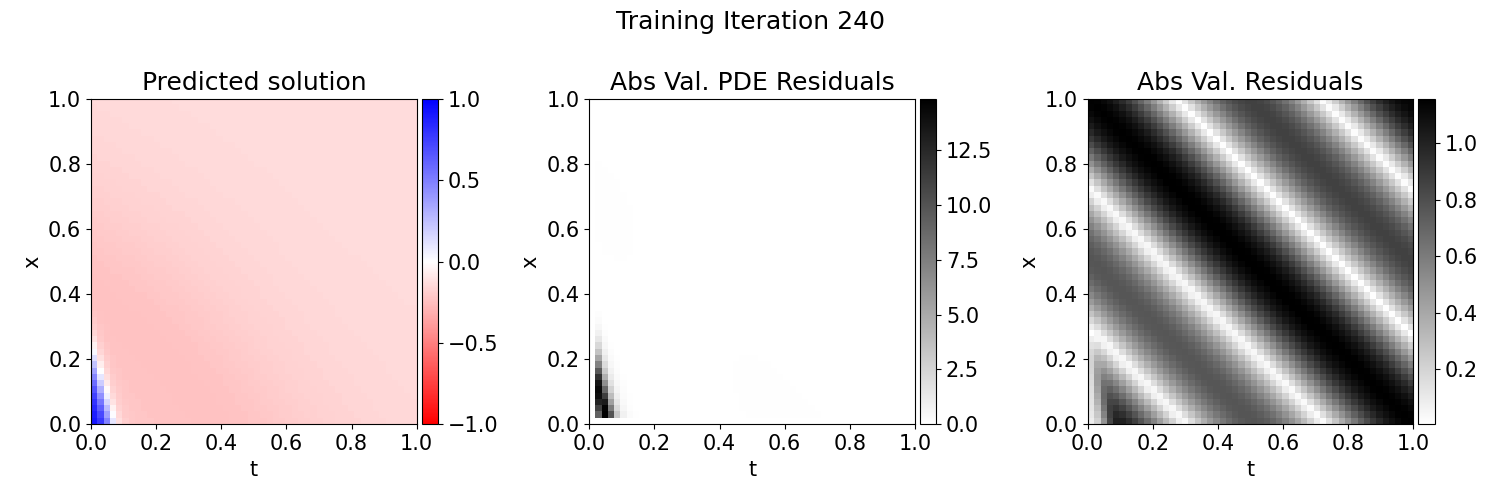 Training Iteration 240
Predicted solution
1.0
0.8
0.6
0.4
0.2
0.0
x
0.0 0.2 0.4 0.6 0.8 1.0
t
1.0
0.5
0.0
−0.5
−1.0
Abs Val. PDE Residuals
1.0
0.8
0.6
0.4
0.2
0.0
x
0.0 0.2 0.4 0.6 0.8 1.0
t
12.5
10.0
7.5
5.0
2.5
0.0
Abs Val. Residuals
1.0
0.8
0.6
0.4
0.2
0.0
x
0.0 0.2 0.4 0.6 0.8 1.0
t
1.0
0.8
0.6
0.4
0.2